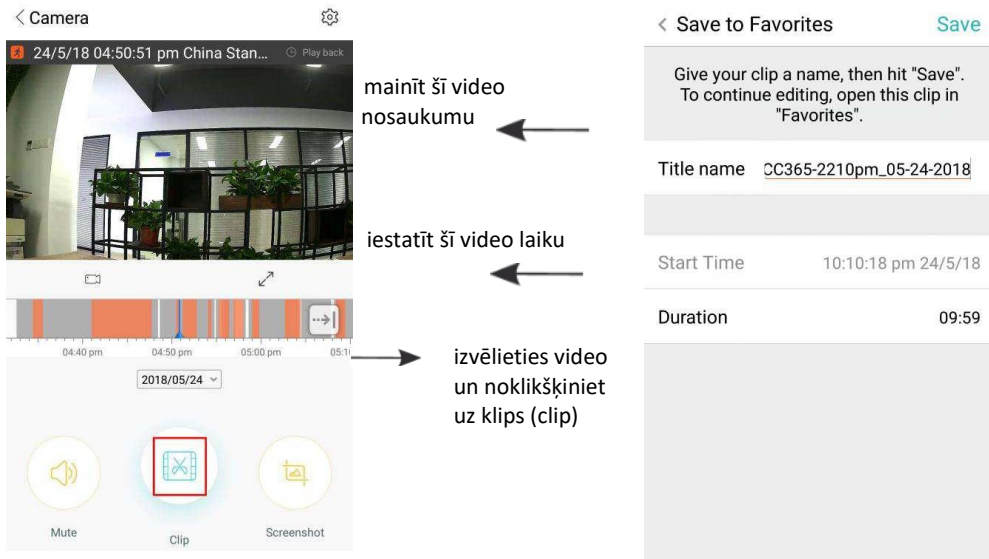 Camera
24/5/18 04:50:51 pm China Stan...
Play back
04:40 pm
04:50 pm
05:00 pm
05:1
2018/05/24
Mute
Clip
Screenshot
mainīt šī video
nosaukumu
iestatīt šī video laiku
izvēlieties video
un noklikšķiniet
uz klips (clip)
Save to Favorites
Save
Give your clip a name, then hit "Save".
To continue editing, open this clip in
"Favorites".
Title name CC365-2210pm_05-24-2018
Start Time 10:10:18 pm 24/5/18
Duration 09:59